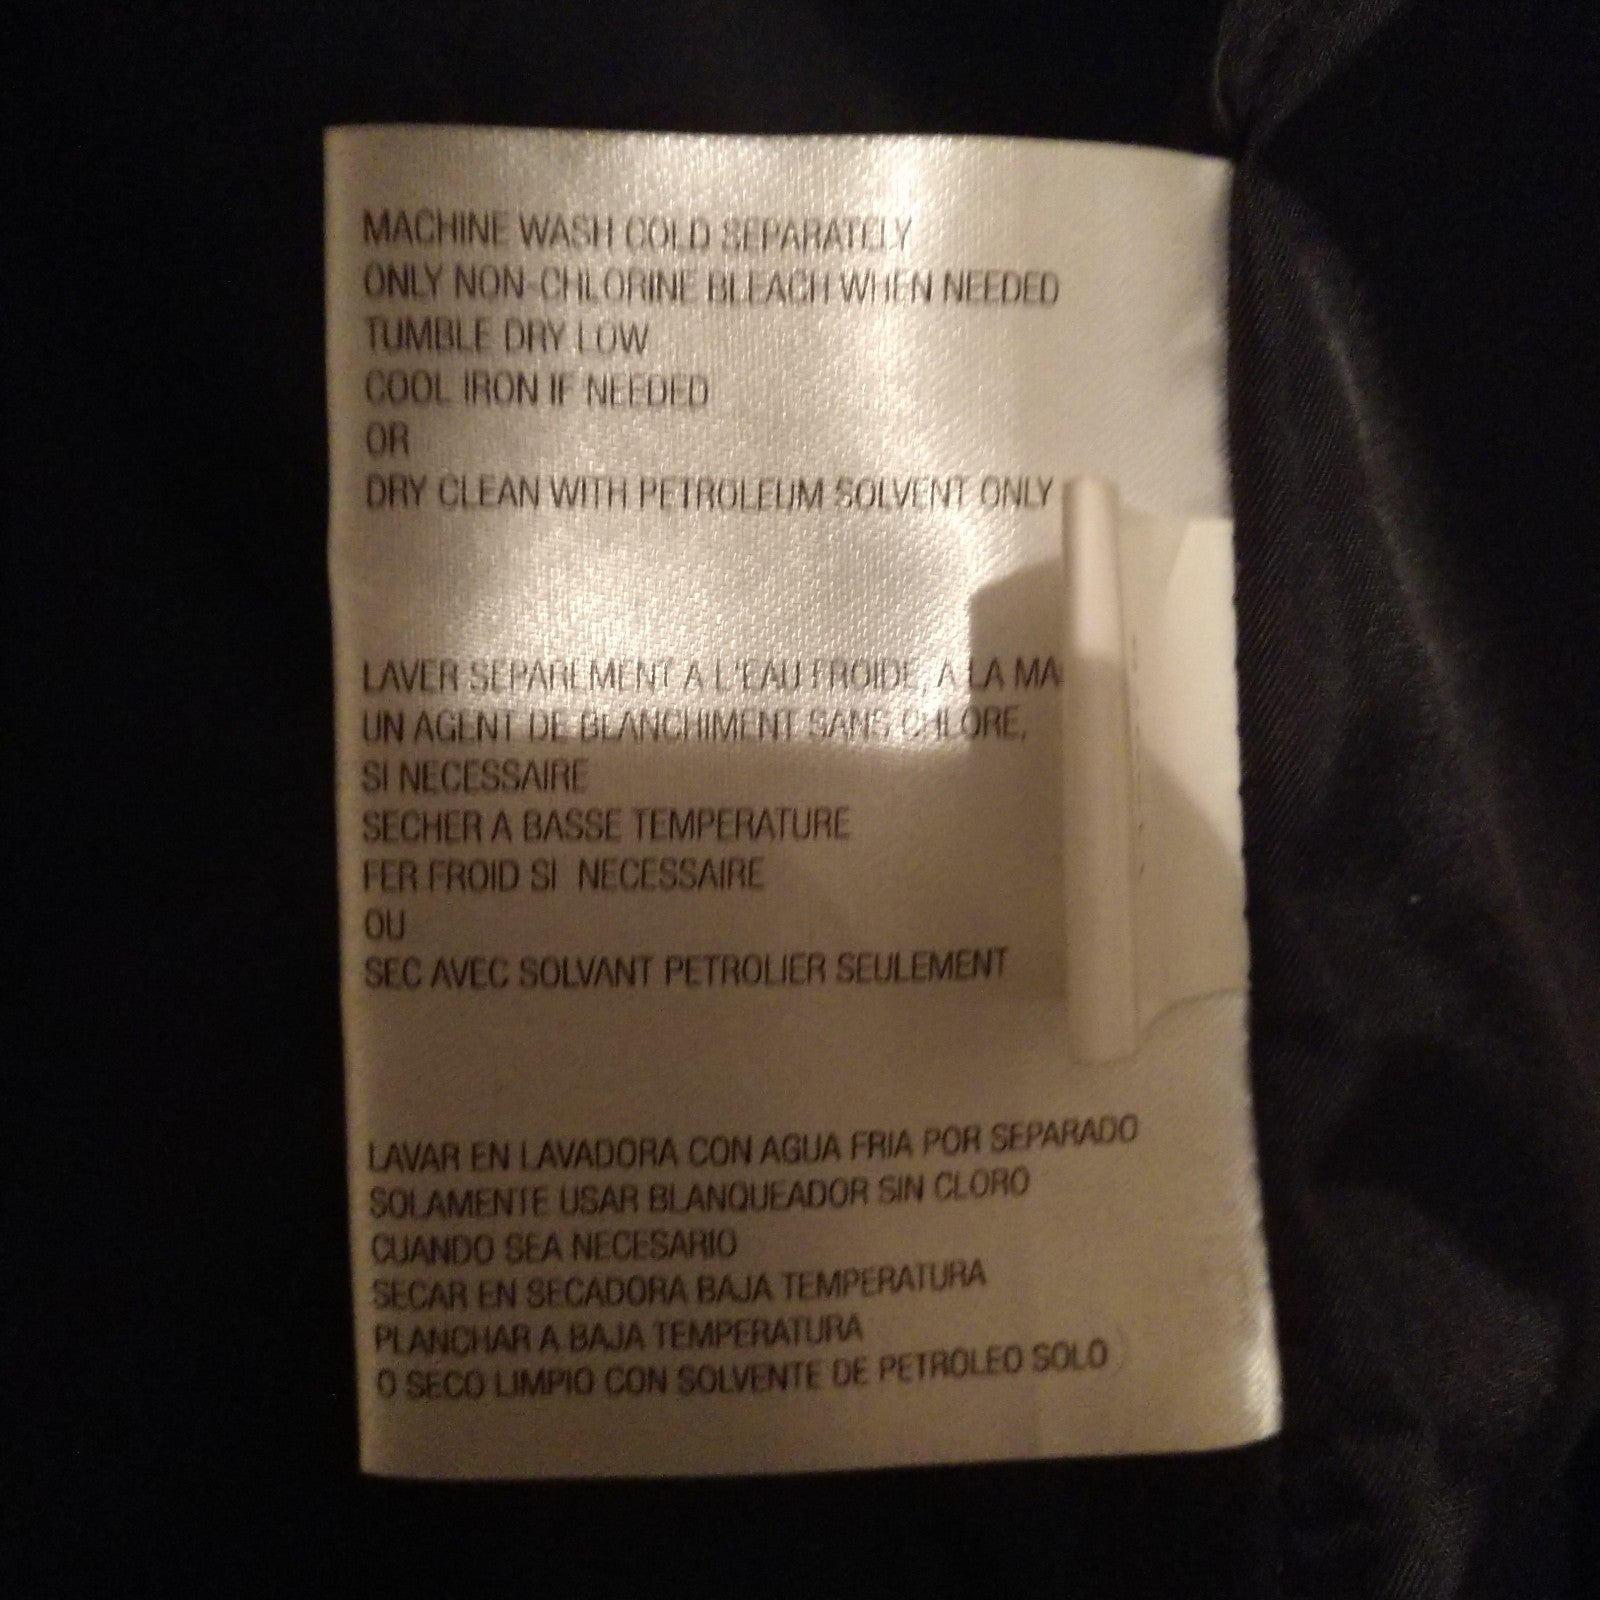 MACHINE WASH COLD SEPARATELY
ONLY NON-CHLORINE BLEACH WHEN NEEDED
TUMBLE DRY LOW
COOL IRON IF NEEDED
OR
DRY CLEAN WITH PETROLEUM SOLVENT ONLY
LAVER SEPAREMENT A L'EAU FROIDE, A LA MA
UN AGENT DE BLANCHIMENT SANS CHLORE,
SI NECESSAIRE
SECHER A BASSE TEMPERATURE
FER FROID SI NECESSAIRE
OU
SEC AVEC SOLVANT PETROLIER SEULEMENT
LAVAR EN LAVADORA CON AGUA FRIA POR SEPARADO
SOLAMENTE USAR BLANQUEADOR SIN CLORO
CUANDO SEA NECESARIO
SECAR EN SECADORA BAJA TEMPERATURA
PLANCHAR A BAJA TEMPERATURA
O SECO LIMPIO CON SOLVENTE DE PETROLEO SOLO